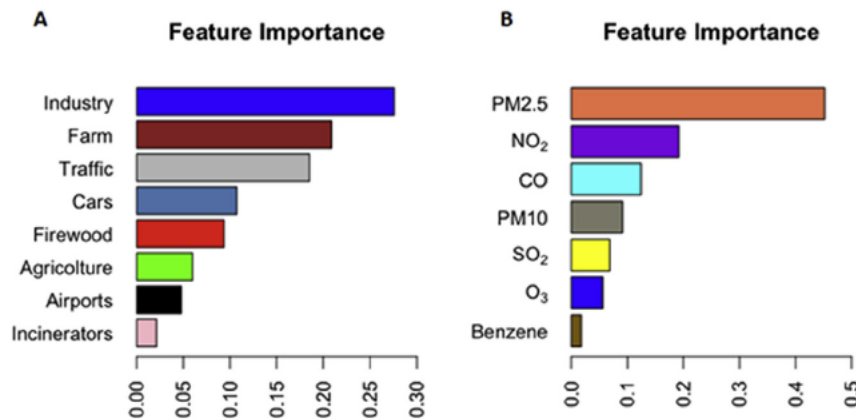 A
Feature Importance
Industry
Farm
Traffic
Cars
Firewood
Agricolture
Airports
Incinerators
0.00 0.05 0.10 0.15 0.20 0.25 0.30
B
Feature Importance
PM2.5
NO₂
CO
PM10
SO₂
O₃
Benzene
0.0 0.1 0.2 0.3 0.4 0.5